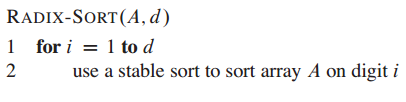 RADIX-SORT(A, d)
1 for i = 1 to d
2 use a stable sort to sort array A on digit i